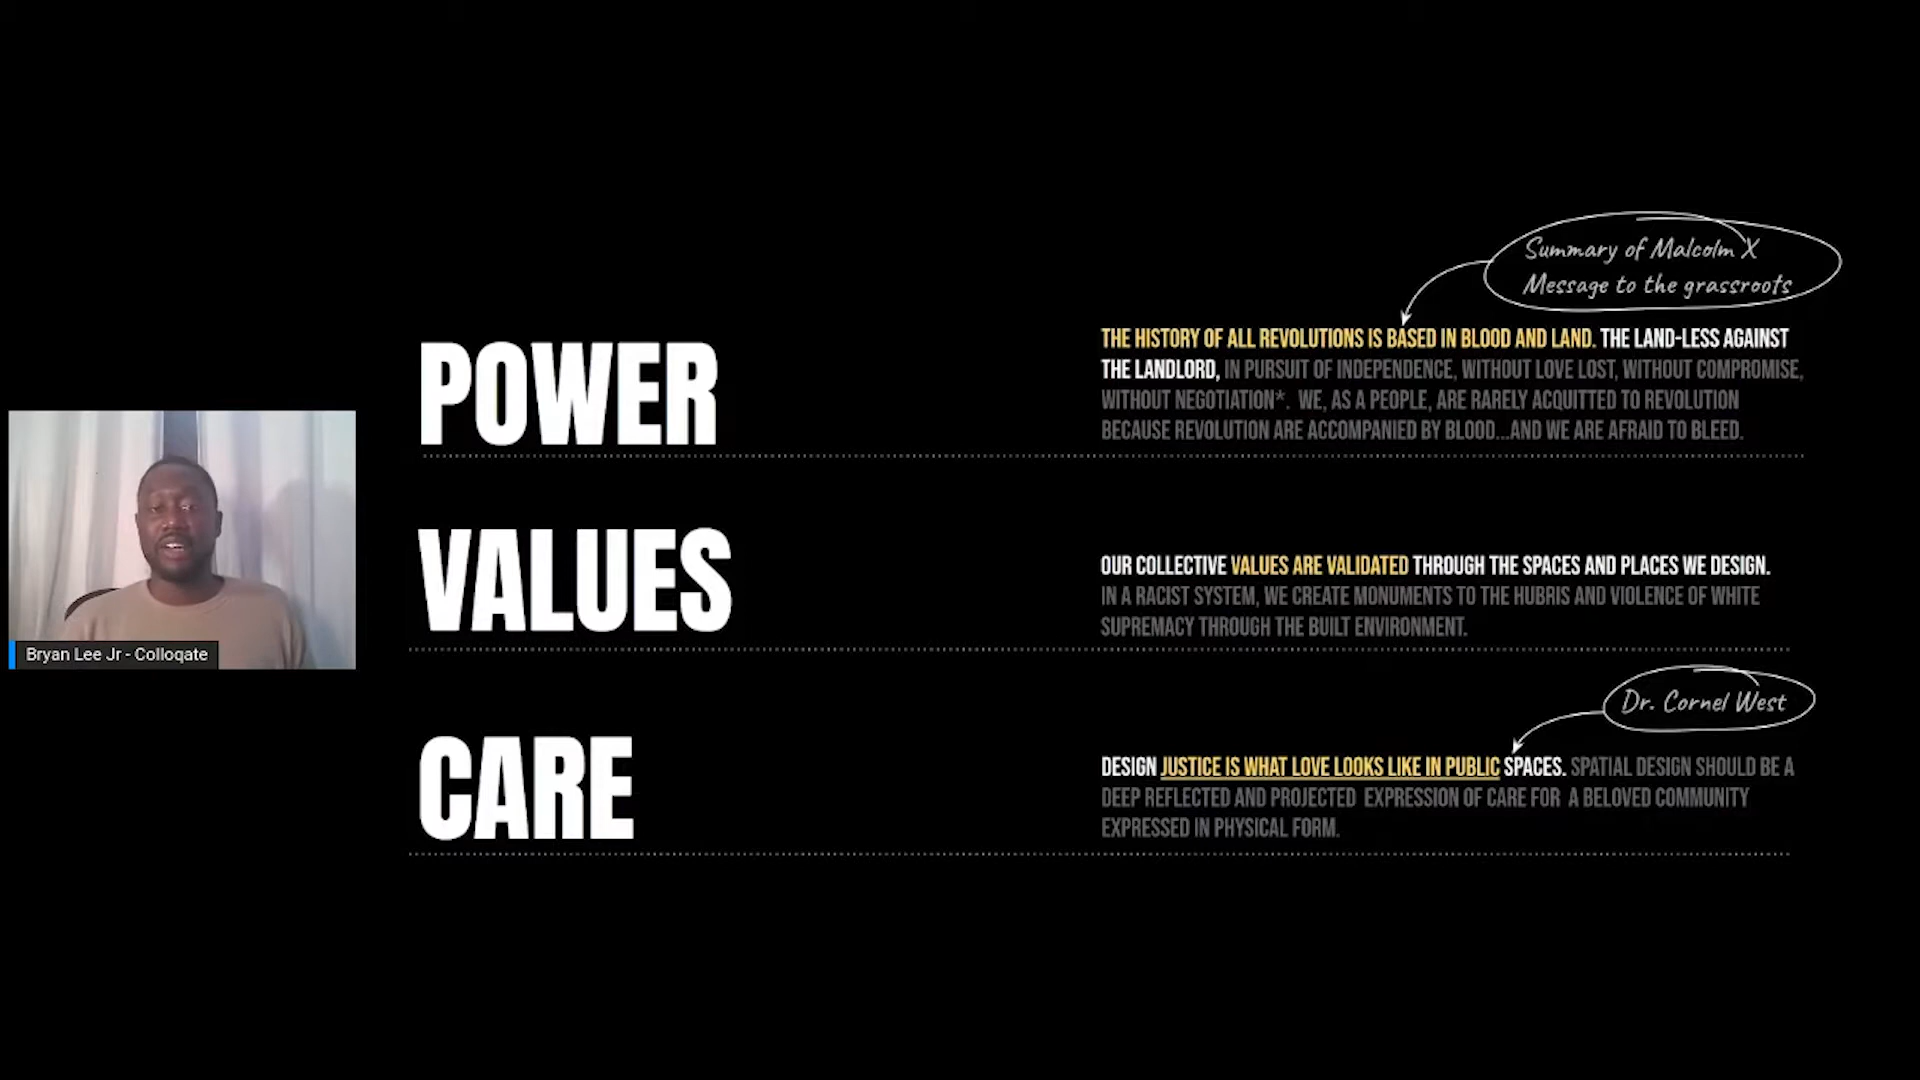 Summary of Malcolm X
Message to the grassroots
POWER
THE HISTORY OF ALL REVOLUTIONS IS BASED IN BLOOD AND LAND. THE LAND-LESS AGAINST
THE LANDLORD, IN PURSUIT OF INDEPENDENCE, WITHOUT LOVE LOST, WITHOUT COMPROMISE,
WITHOUT NEGOTIATION*. WE, AS A PEOPLE, ARE RARELY ACQUITTED TO REVOLUTION
BECAUSE REVOLUTION ARE ACCOMPANIED BY BLOOD...AND WE ARE AFRAID TO BLEED.
VALUES
OUR COLLECTIVE VALUES ARE VALIDATED THROUGH THE SPACES AND PLACES WE DESIGN.
IN A RACIST SYSTEM, WE CREATE MONUMENTS TO THE HUBRIS AND VIOLENCE OF WHITE
SUPREMACY THROUGH THE BUILT ENVIRONMENT.
Bryan Lee Jr - Colloqate
Dr. Cornel West
CARE
DESIGN JUSTICE IS WHAT LOVE LOOKS LIKE IN PUBLIC SPACES. SPATIAL DESIGN SHOULD BE A
DEEP REFLECTED AND PROJECTED EXPRESSION OF CARE FOR A BELOVED COMMUNITY
EXPRESSED IN PHYSICAL FORM.